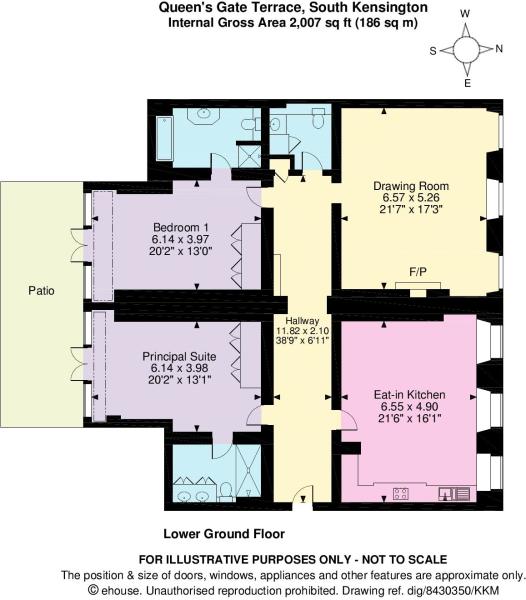 Queen's Gate Terrace, South Kensington
Internal Gross Area 2,007 sq ft (186 sq m)
W
S
N
E
Drawing Room
6.57 x 5.26
21'7" x 17'3"
F/P
Bedroom 1
6.14 x 3.97
20'2" x 13'0"
Patio
Hallway
11.82 x 2.10
38'9" x 6'11"
Principal Suite
6.14 x 3.98
20'2" x 13'1"
Eat-in Kitchen
6.55 x 4.90
21'6" x 16'1"
Lower Ground Floor
FOR ILLUSTRATIVE PURPOSES ONLY - NOT TO SCALE
The position & size of doors, windows, appliances and other features are approximate only.
© ehouse. Unauthorised reproduction prohibited. Drawing ref. dig/8430350/KKM